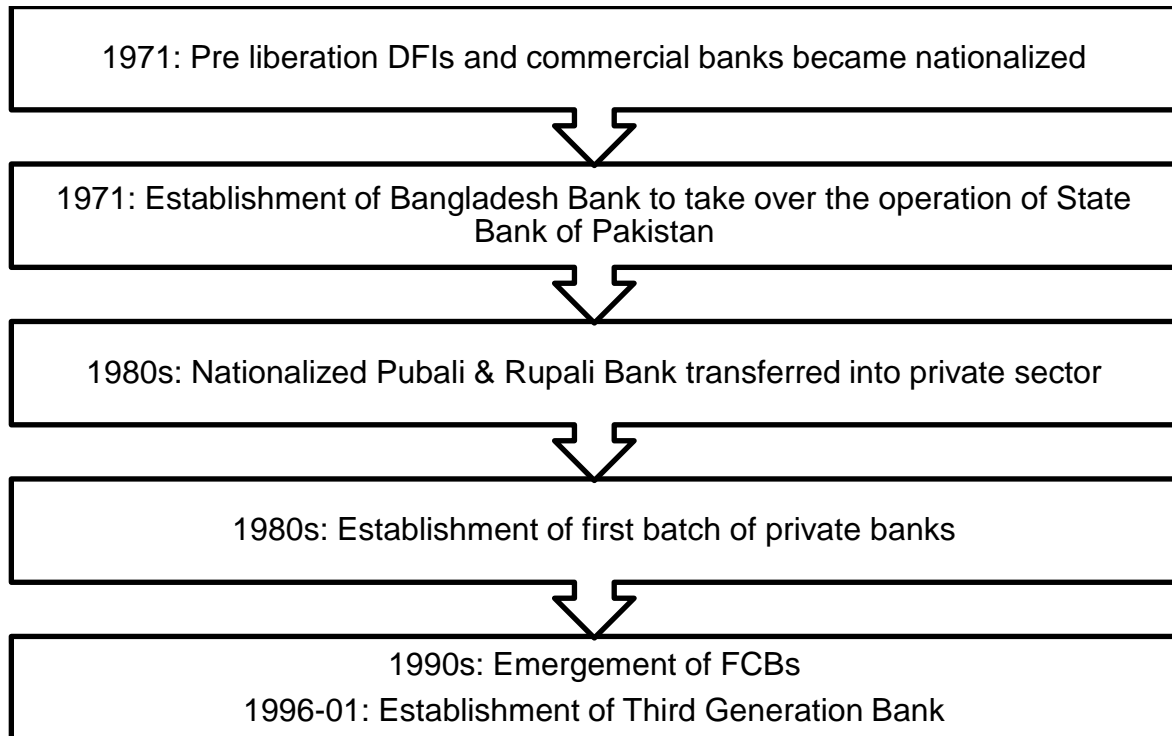 1971: Pre liberation DFIs and commercial banks became nationalized
1971: Establishment of Bangladesh Bank to take over the operation of State
Bank of Pakistan
1980s: Nationalized Pubali & Rupali Bank transferred into private sector
1980s: Establishment of first batch of private banks
1990s: Emergement of FCBs
1996-01: Establishment of Third Generation Bank